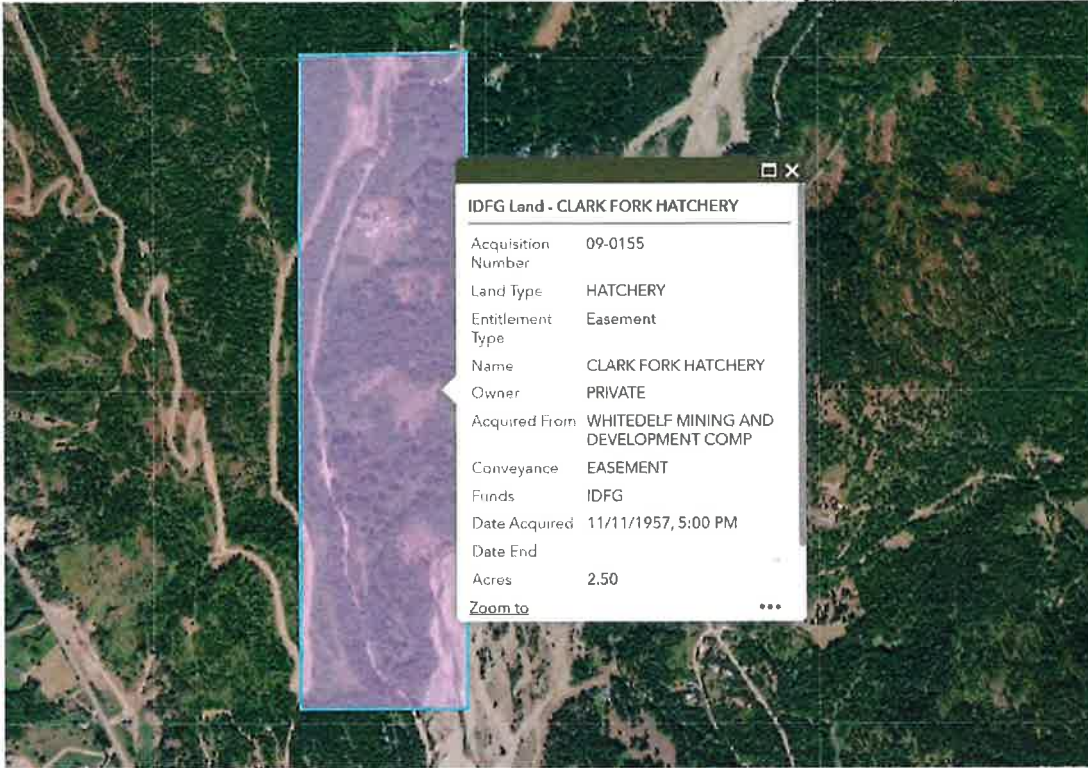 IDFG Land - CLARK FORK HATCHERY
Acquisition Number 09-0155
Land Type HATCHERY
Entitlement Type Easement
Name CLARK FORK HATCHERY
Owner PRIVATE
Acquired From WHITEDELF MINING AND
DEVELOPMENT COMP
Conveyance EASEMENT
Funds IDFG
Date Acquired 11/11/1957, 5:00 PM
Date End
Acres 2.50
Zoom to